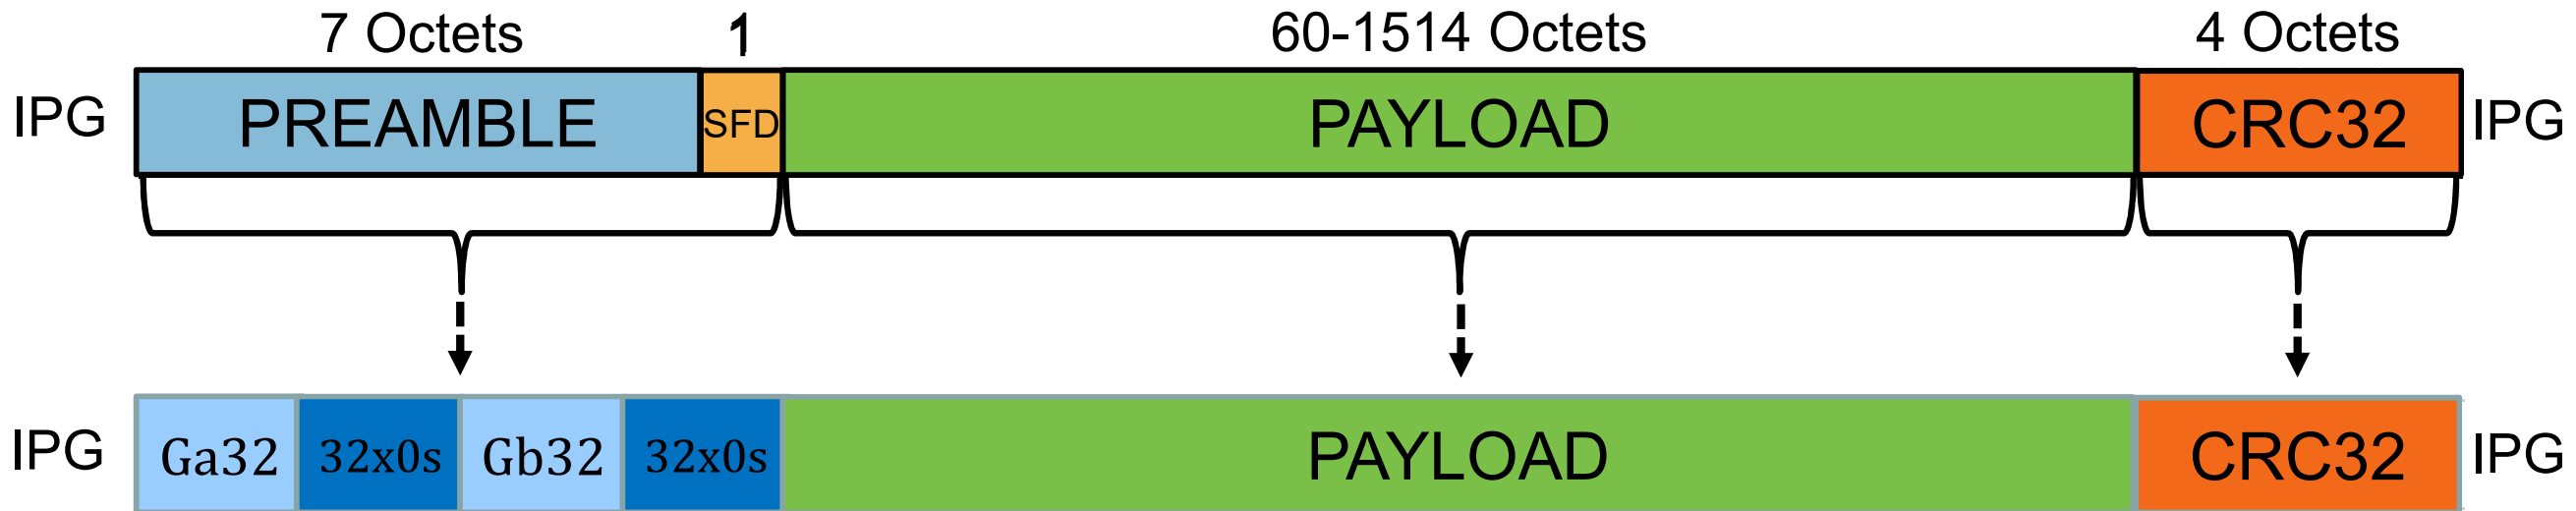 7 Octets 1 60-1514 Octets 4 Octets
IPG PREAMBLE SFD PAYLOAD CRC32 IPG
IPG Ga32 32x0s Gb32 32x0s PAYLOAD CRC32 IPG